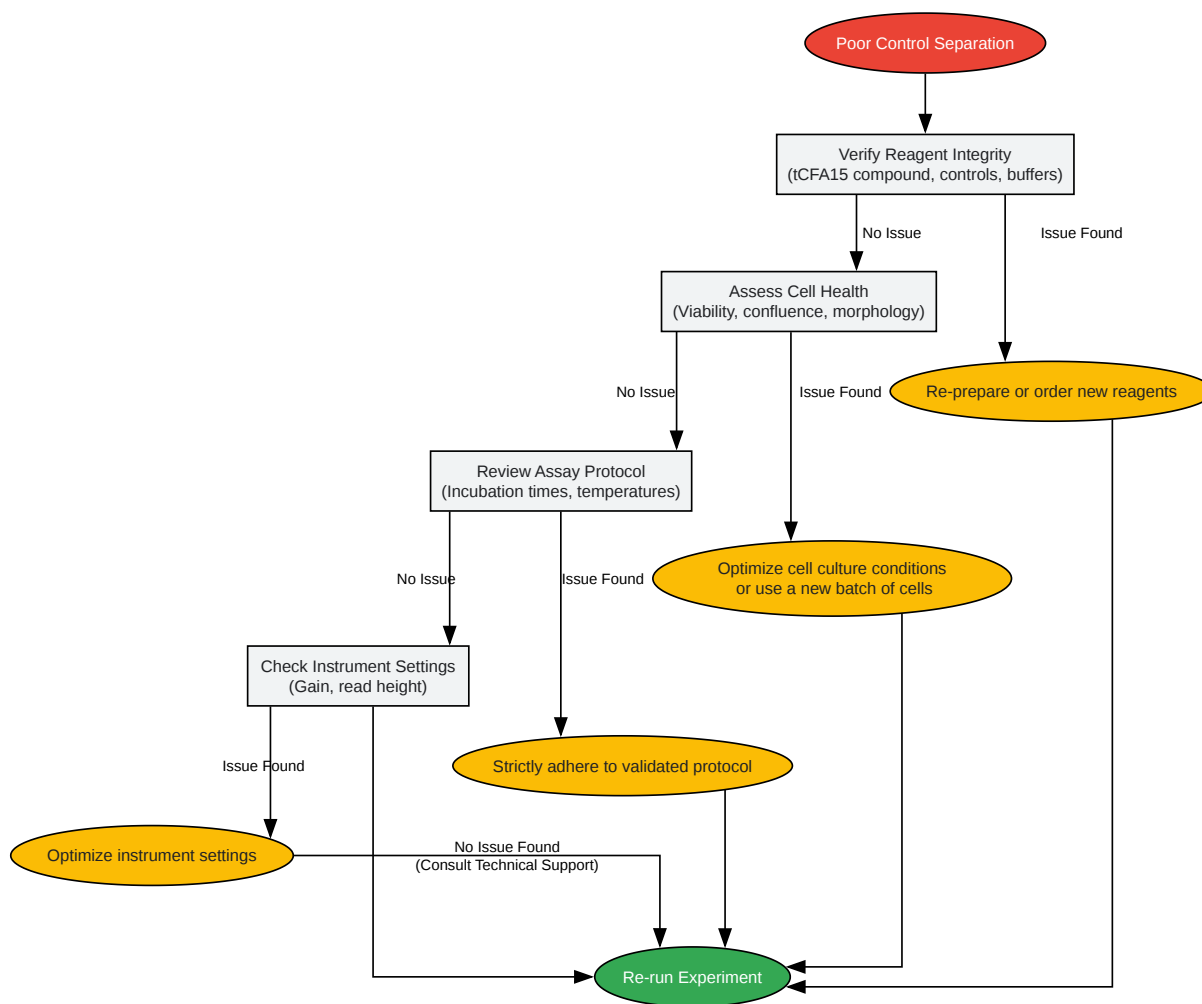 Poor Control Separation
Verify Reagent Integrity
(tCFA15 compound, controls, buffers)
No Issue
Issue Found
Assess Cell Health
(Viability, confluence, morphology)
No Issue
Issue Found
Re-prepare or order new reagents
Review Assay Protocol
(Incubation times, temperatures)
No Issue
Issue Found
Optimize cell culture conditions
or use a new batch of cells
Check Instrument Settings
(Gain, read height)
Issue Found
Strictly adhere to validated protocol
Optimize instrument settings
No Issue Found
(Consult Technical Support)
Re-run Experiment